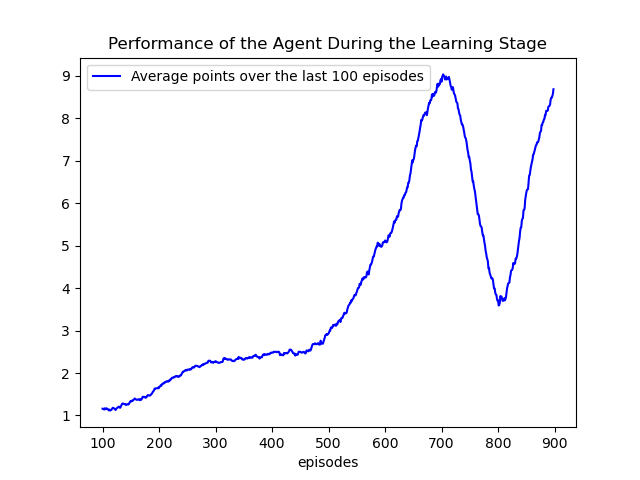 Performance of the Agent During the Learning Stage
Average points over the last 100 episodes
9
8
7
6
5
4
3
2
1
100 200 300 400 500 600 700 800 900
episodes